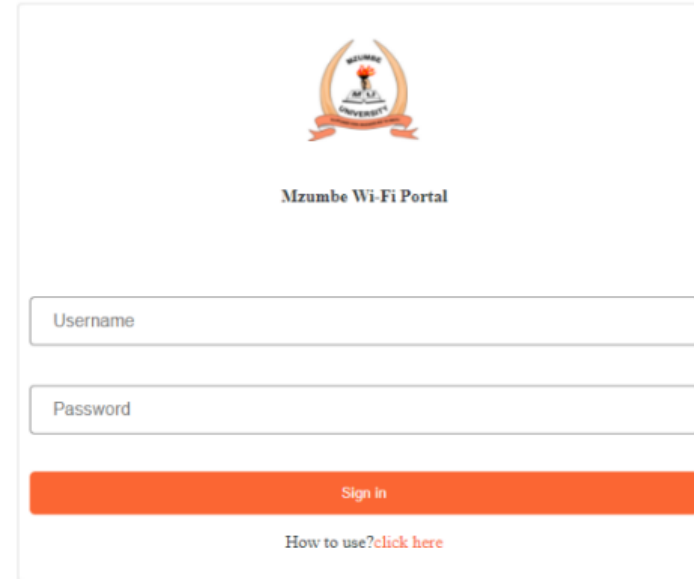 MZUMBE
M U
UNIVERSITY
Mzumbe Wi-Fi Portal
Username
Password
Sign in
How to use?click here